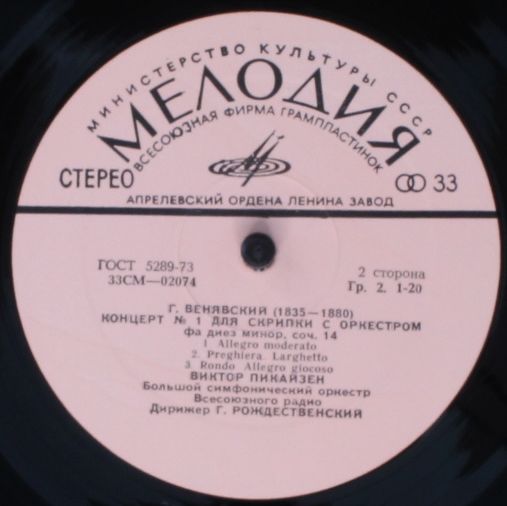 МИНИСТЕРСТВО КУЛЬТУРЫ СССР
МЕЛОДИЯ
ВСЕСОЮЗНАЯ ФИРМА ГРАМПЛАСТИНОК
СТЕРЕО 33
АПРЕЛЕВСКИЙ ОРДЕНА ЛЕНИНА ЗАВОД
ГОСТ 5289-73
33СМ—02074
2 сторона
Гр. 2. 1-20
Г. ВЕНЯВСКИЙ (1835—1880)
КОНЦЕРТ № 1 ДЛЯ СКРИПКИ С ОРКЕСТРОМ
фа диез минор, соч. 14
1 Allegro moderato
2. Preghiera. Larghetto
3. Rondo Allegro giocoso
ВИКТОР ПИКАЙЗЕН
Большой симфонический оркестр
Всесоюзного радио
Дирижер Г. РОЖДЕСТВЕНСКИЙ